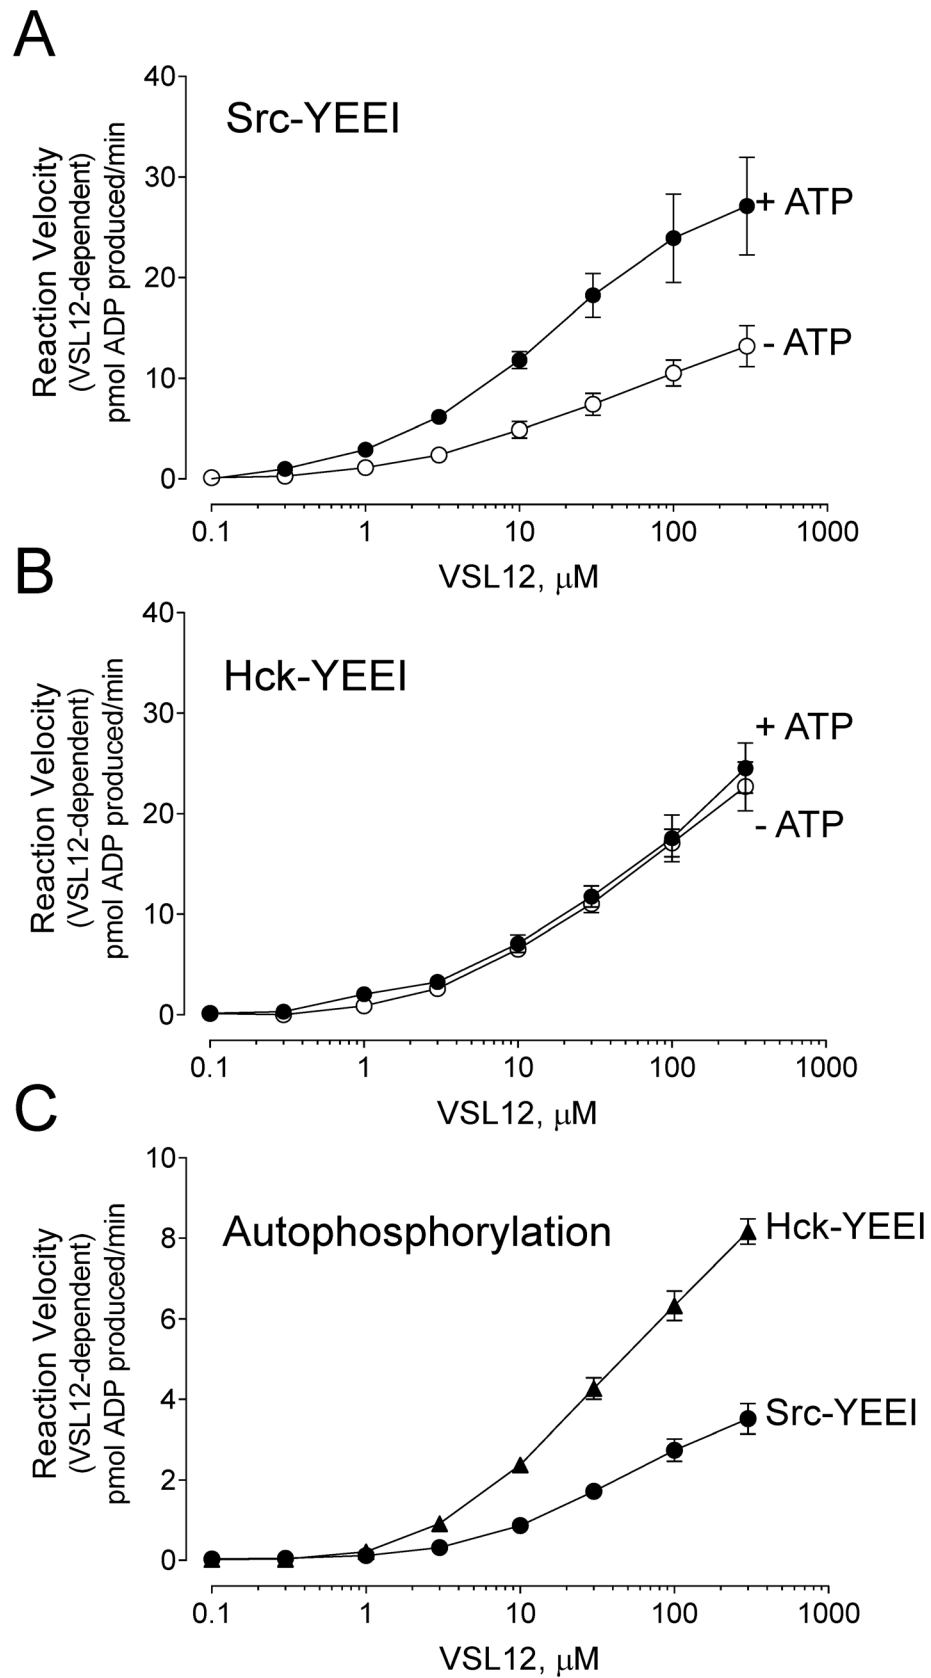 A
Reaction Velocity
(VSL12-dependent)
pmol ADP produced/min
40
30
20
10
0
Src-YEEI
+ ATP
- ATP
0.1 1 10 100 1000
VSL12, μM
B
Reaction Velocity
(VSL12-dependent)
pmol ADP produced/min
40
30
20
10
0
Hck-YEEI
+ ATP
- ATP
0.1 1 10 100 1000
VSL12, μM
C
Reaction Velocity
(VSL12-dependent)
pmol ADP produced/min
10
8
6
4
2
0
Autophosphorylation
Hck-YEEI
Src-YEEI
0.1 1 10 100 1000
VSL12, μM